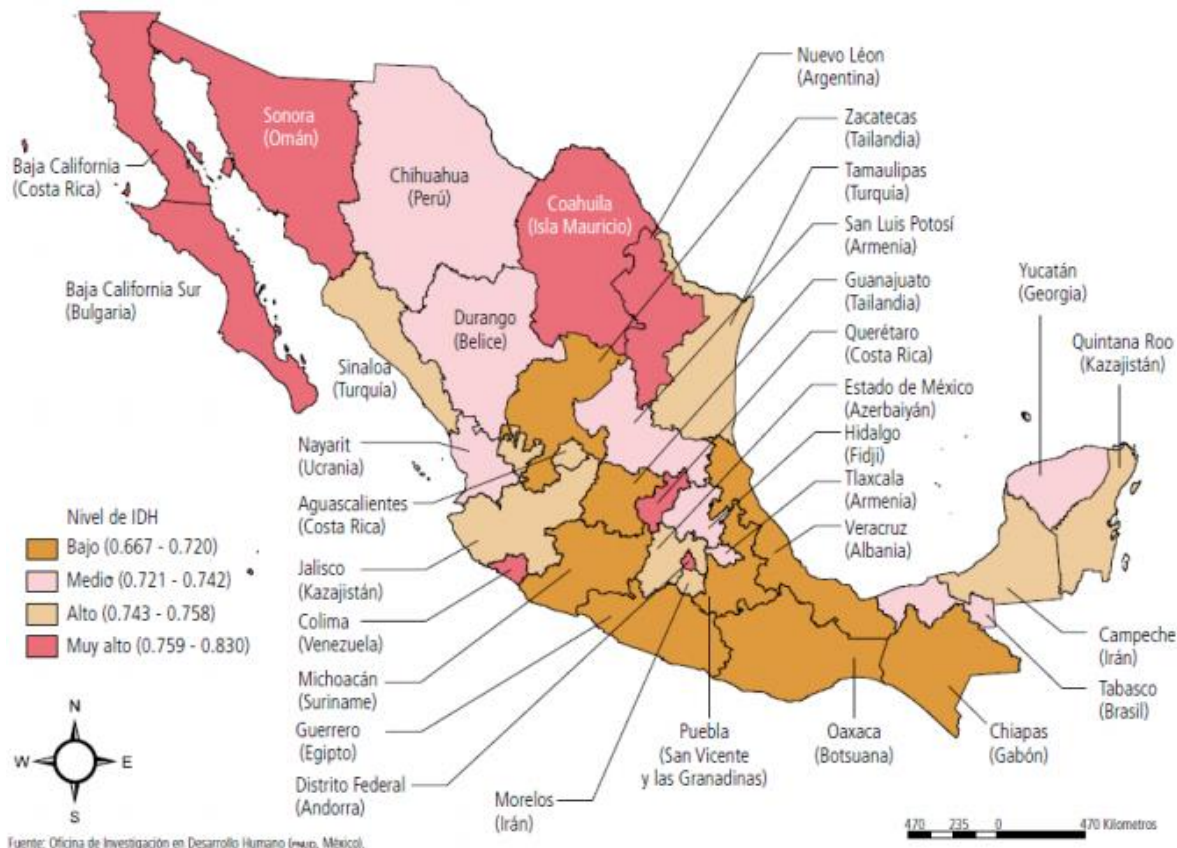 Nuevo Léon
(Argentina)
Zacatecas
(Tailandia)
Tamaulipas
(Turquía)
San Luis Potosí
(Armenia)
Guanajuato
(Tailandia)
Querétaro
(Costa Rica)
Estado de México
(Azerbaiyán)
Hidalgo
(Fidji)
Tlaxcala
(Armenia)
Veracruz
(Albania)
Yucatán
(Georgia)
Quintana Roo
(Kazajistán)
Campeche
(Irán)
Tabasco
(Brasil)
Chiapas
(Gabón)
Oaxaca
(Botsuana)
Puebla
(San Vicente
y las Granadinas)
Morelos
(Irán)
Sonora
(Omán)
Baja California
(Costa Rica)
Chihuahua
(Perú)
Coahuila
(Isla Mauricio)
Baja California Sur
(Bulgaria)
Durango
(Belice)
Sinaloa
(Turquía)
Nayarit
(Ucrania)
Aguascalientes
(Costa Rica)
Jalisco
(Kazajistán)
Colima
(Venezuela)
Michoacán
(Suriname)
Guerrero
(Egipto)
Distrito Federal
(Andorra)
Nivel de IDH
Bajo (0.667 - 0.720)
Medio (0.721 - 0.742)
Alto (0.743 - 0.758)
Muy alto (0.759 - 0.830)
N
W E
S
470 235 0 470 Kilometros
Fuente: Oficina de Investigación en Desarrollo Humano (PNUD, México).